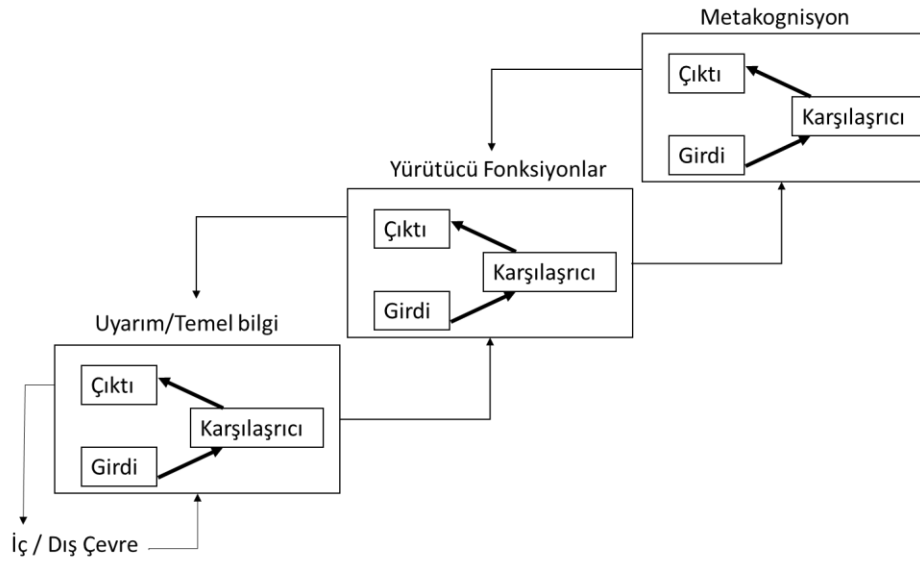 Metakognisyon
Çıktı
Karşılaşrıcı
Girdi
Yürütücü Fonksiyonlar
Çıktı
Karşılaşrıcı
Girdi
Uyarım/Temel bilgi
Çıktı
Karşılaşrıcı
Girdi
İç / Dış Çevre